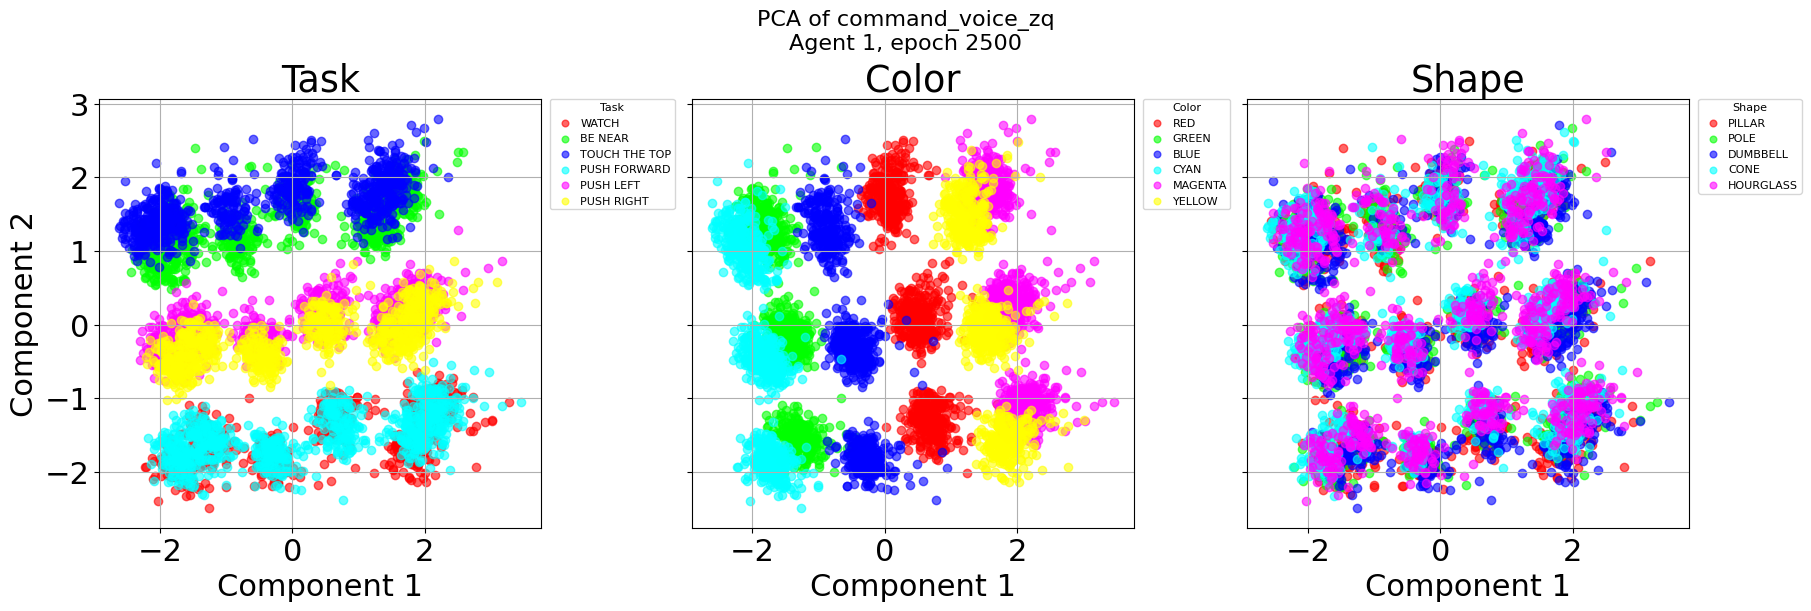 PCA of command_voice_zq
Agent 1, epoch 2500
Task
3
2
1
0
−1
−2
Component 2
−2 0 2
Component 1
Task
WATCH
BE NEAR
TOUCH THE TOP
PUSH FORWARD
PUSH LEFT
PUSH RIGHT
Color
−2 0 2
Component 1
Color
RED
GREEN
BLUE
CYAN
MAGENTA
YELLOW
Shape
−2 0 2
Component 1
Shape
PILLAR
POLE
DUMBBELL
CONE
HOURGLASS